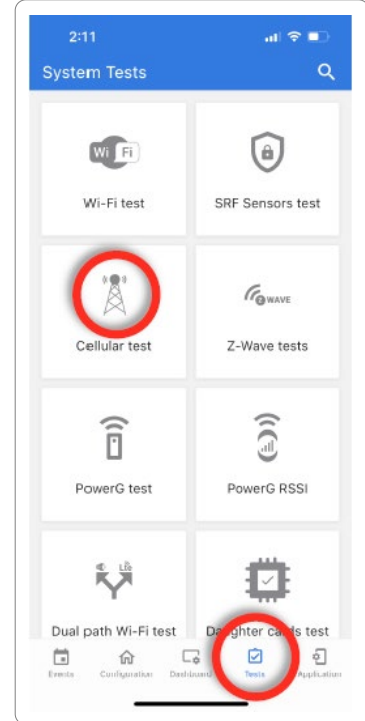 2:11
System Tests
Wi Fi
Wi-Fi test
SRF Sensors test
Cellular test
Z WAVE
Z-Wave tests
PowerG test
PowerG RSSI
LTE
Dual path Wi-Fi test
Daughter cards test
Events
Configuration
Dashboard
Tests
Application